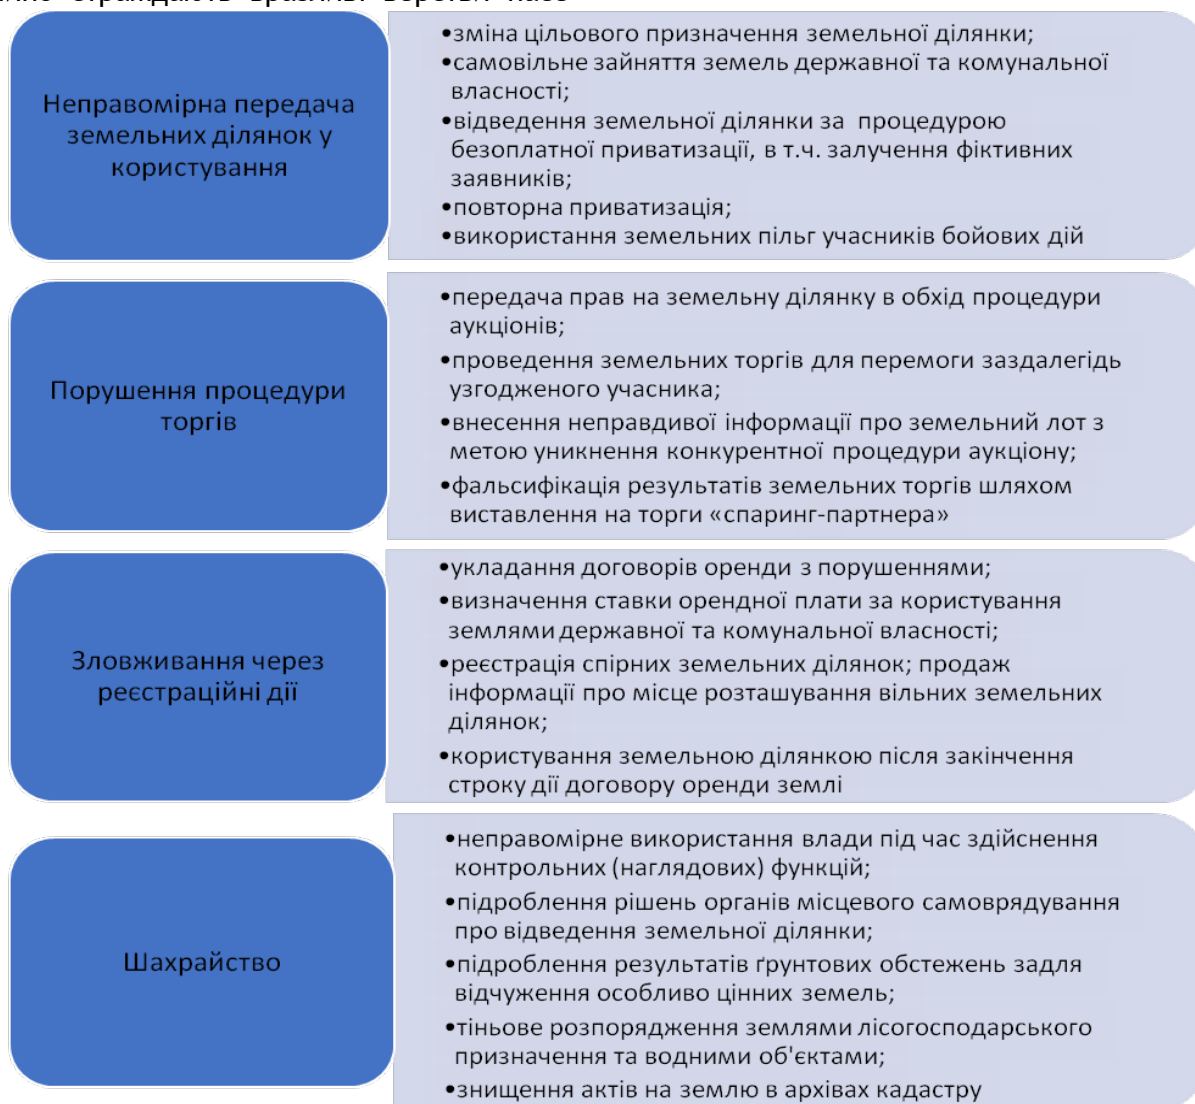 страждають вразливі верстви насе-
Неправомірна передача
земельних ділянок у
користування
•зміна цільового призначення земельної ділянки;
•самовільне зайняття земель державної та комунальної
власності;
•відведення земельної ділянки за процедурою
безоплатної приватизації, в т.ч. залучення фіктивних
заявників;
•повторна приватизація;
•використання земельних пільг учасників бойових дій
Порушення процедури
торгів
•передача прав на земельну ділянку в обхід процедури
аукціонів;
•проведення земельних торгів для перемоги заздалегідь
узгодженого учасника;
•внесення неправдивої інформації про земельний лот з
метою уникнення конкурентної процедури аукціону;
•фальсифікація результатів земельних торгів шляхом
виставлення на торги «спаринг-партнера»
Зловживання через
реєстраційні дії
•укладання договорів оренди з порушеннями;
•визначення ставки орендної плати за користування
землями державної та комунальної власності;
•реєстрація спірних земельних ділянок; продаж
інформації про місце розташування вільних земельних
ділянок;
•користування земельною ділянкою після закінчення
строку дії договору оренди землі
Шахрайство
•неправомірне використання влади під час здійснення
контрольних (наглядових) функцій;
•підроблення рішень органів місцевого самоврядування
про відведення земельної ділянки;
•підроблення результатів ґрунтових обстежень задля
відчуження особливо цінних земель;
•тіньове розпорядження землями лісогосподарського
призначення та водними об'єктами;
•знищення актів на землю в архівах кадастру